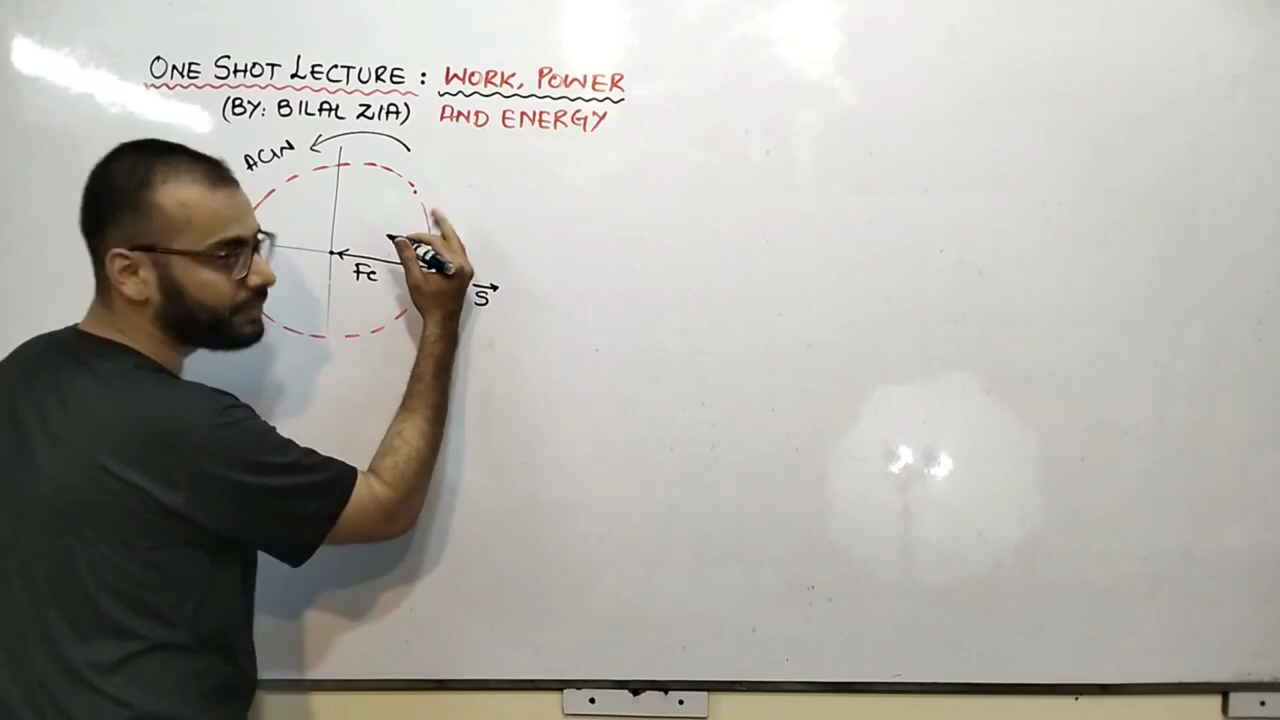 ONE SHOT LECTURE: WORK, POWER
(BY: BILAL ZIA) AND ENERGY
ACW
Fc
S